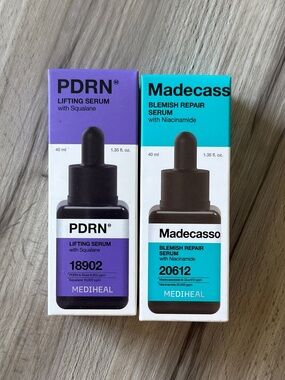 PDRN®
LIFTING SERUM
with Squalane
40 ml
1.35 fl. oz.
PDRN®
LIFTING SERUM
with Squalane
18902
MEDIHEAL
Madecass
BLEMISH REPAIR
SERUM
with Niacinamide
40 ml
1.35 fl. oz.
Madecasso
BLEMISH REPAIR
SERUM
with Niacinamide
20612
MEDIHEAL